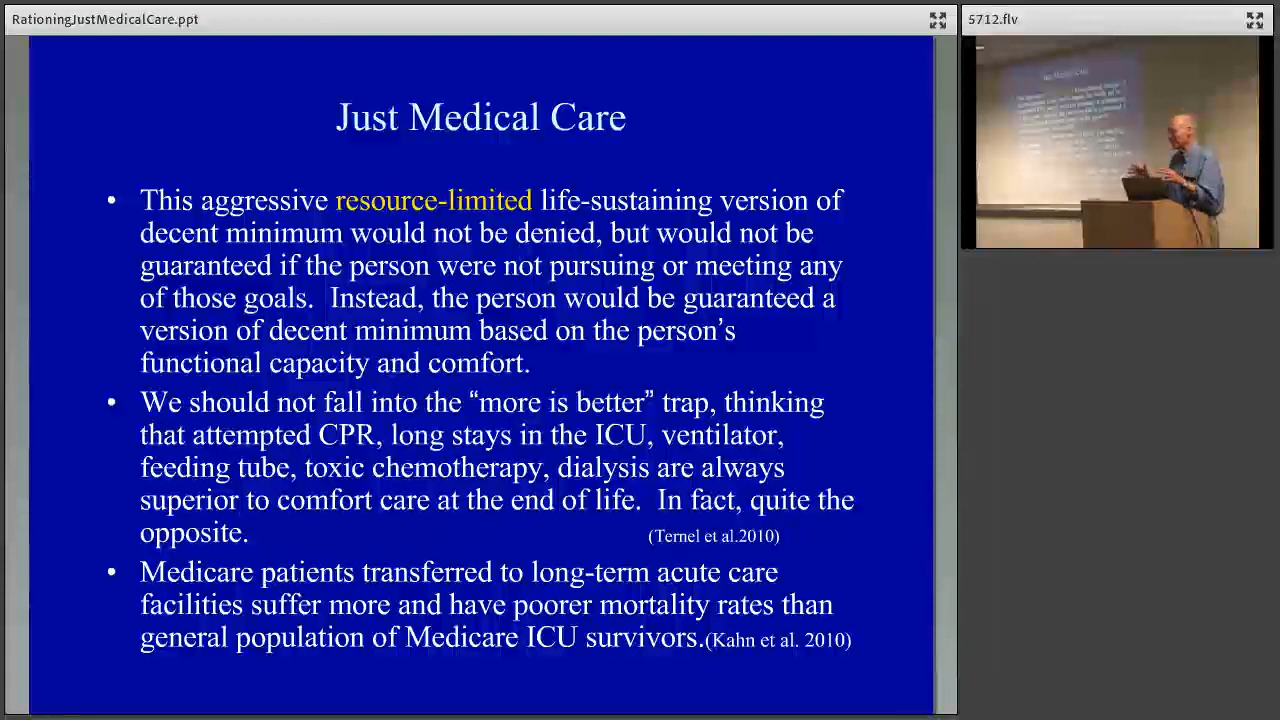 RationingJustMedicalCare.ppt
5712.flv
Just Medical Care
• This aggressive resource-limited life-sustaining version of
decent minimum would not be denied, but would not be
guaranteed if the person were not pursuing or meeting any
of those goals. Instead, the person would be guaranteed a
version of decent minimum based on the person’s
functional capacity and comfort.
• We should not fall into the “more is better” trap, thinking
that attempted CPR, long stays in the ICU, ventilator,
feeding tube, toxic chemotherapy, dialysis are always
superior to comfort care at the end of life. In fact, quite the
opposite. (Ternel et al.2010)
• Medicare patients transferred to long-term acute care
facilities suffer more and have poorer mortality rates than
general population of Medicare ICU survivors.(Kahn et al. 2010)
Just Medical Care